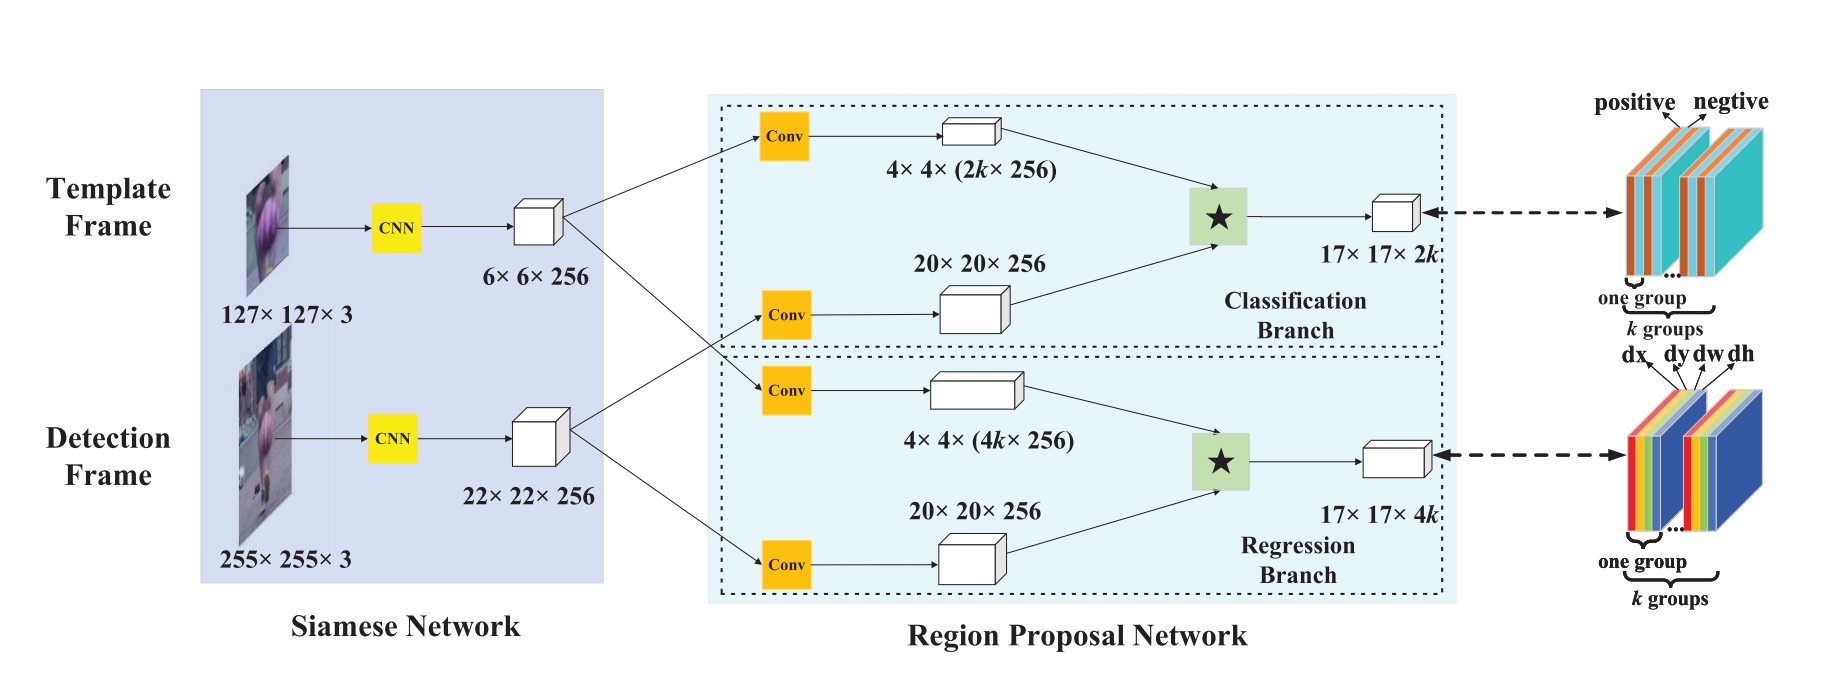 Template
Frame
127× 127× 3
CNN
6× 6× 256
Detection
Frame
255× 255× 3
CNN
22× 22× 256
Siamese Network
Conv
4× 4× (2k× 256)
Conv
20× 20× 256
★
17× 17× 2k
Classification
Branch
Conv
4× 4× (4k× 256)
Conv
20× 20× 256
★
17× 17× 4k
Regression
Branch
Region Proposal Network
positive negtive
...
one group
k groups
dx dy dw dh
...
one group
k groups